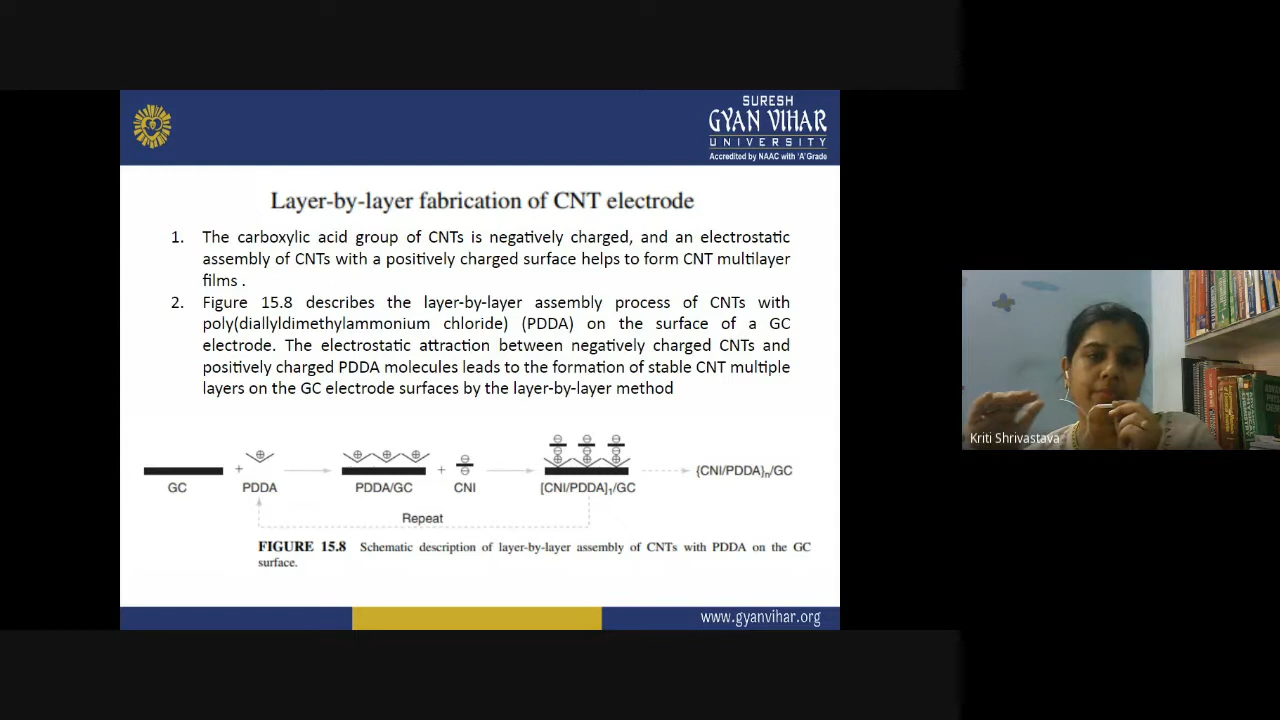 SURESH
GYAN VIHAR
UNIVERSITY
Accredited by NAAC with 'A' Grade
Layer-by-layer fabrication of CNT electrode
1. The carboxylic acid group of CNTs is negatively charged, and an electrostatic
assembly of CNTs with a positively charged surface helps to form CNT multilayer
films .
2. Figure 15.8 describes the layer-by-layer assembly process of CNTs with
poly(diallyldimethylammonium chloride) (PDDA) on the surface of a GC
electrode. The electrostatic attraction between negatively charged CNTs and
positively charged PDDA molecules leads to the formation of stable CNT multiple
layers on the GC electrode surfaces by the layer-by-layer method
+ + {CNI/PDDA}n/GC
GC PDDA PDDA/GC CNI [CNI/PDDA]1/GC
Repeat
FIGURE 15.8 Schematic description of layer-by-layer assembly of CNTs with PDDA on the GC
surface.
www.gyanvihar.org
Kriti Shrivastava